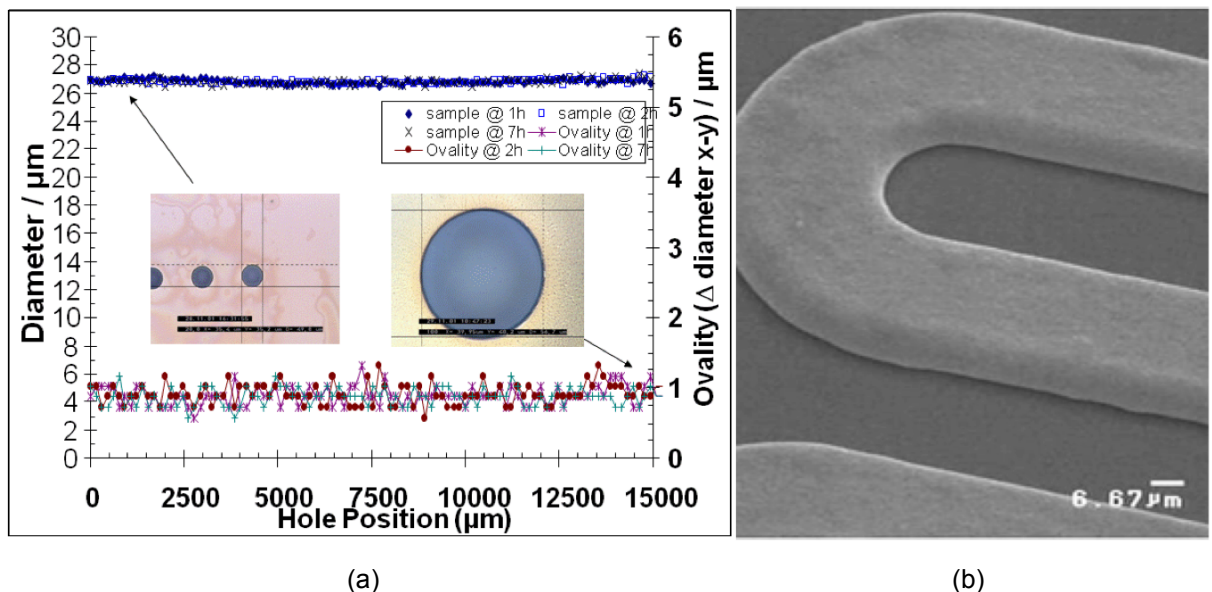 30
28
26
24
22
20
18
16
14
12
10
8
6
4
2
0
Diameter / µm
6
5
4
3
2
1
0
Ovality (Δ diameter x-y) / µm
sample @ 1h
sample @ 2h
sample @ 7h
Ovality @ 1h
Ovality @ 2h
Ovality @ 7h
0 2500 5000 7500 10000 12500 15000
Hole Position (µm)
6.67µm
(a)
(b)